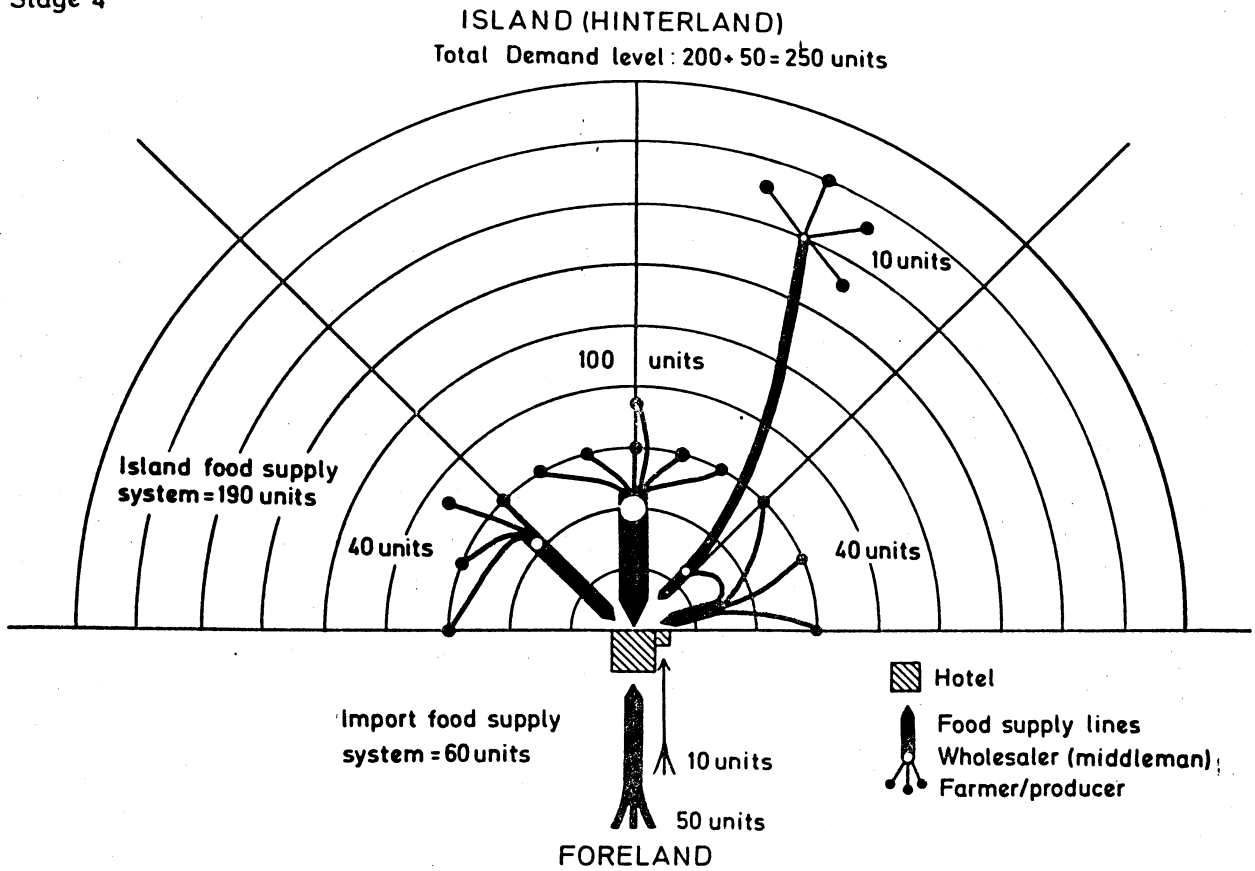 Stage 4
ISLAND (HINTERLAND)
Total Demand level : 200+ 50 = 250 units
10 units
100 units
Island food supply
system = 190 units
40 units
40 units
Hotel
Import food supply
system = 60 units
Food supply lines
Wholesaler (middleman)
Farmer/producer
10 units
50 units
FORELAND